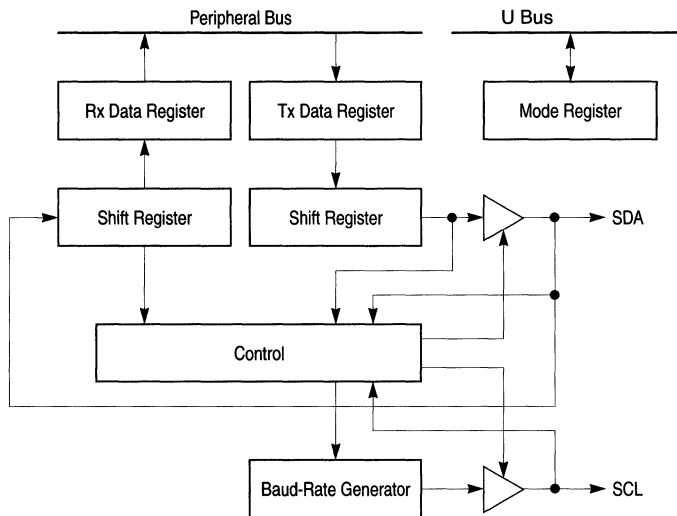 Peripheral Bus
U Bus
Rx Data Register
Tx Data Register
Mode Register
Shift Register
Shift Register
SDA
Control
Baud-Rate Generator
SCL